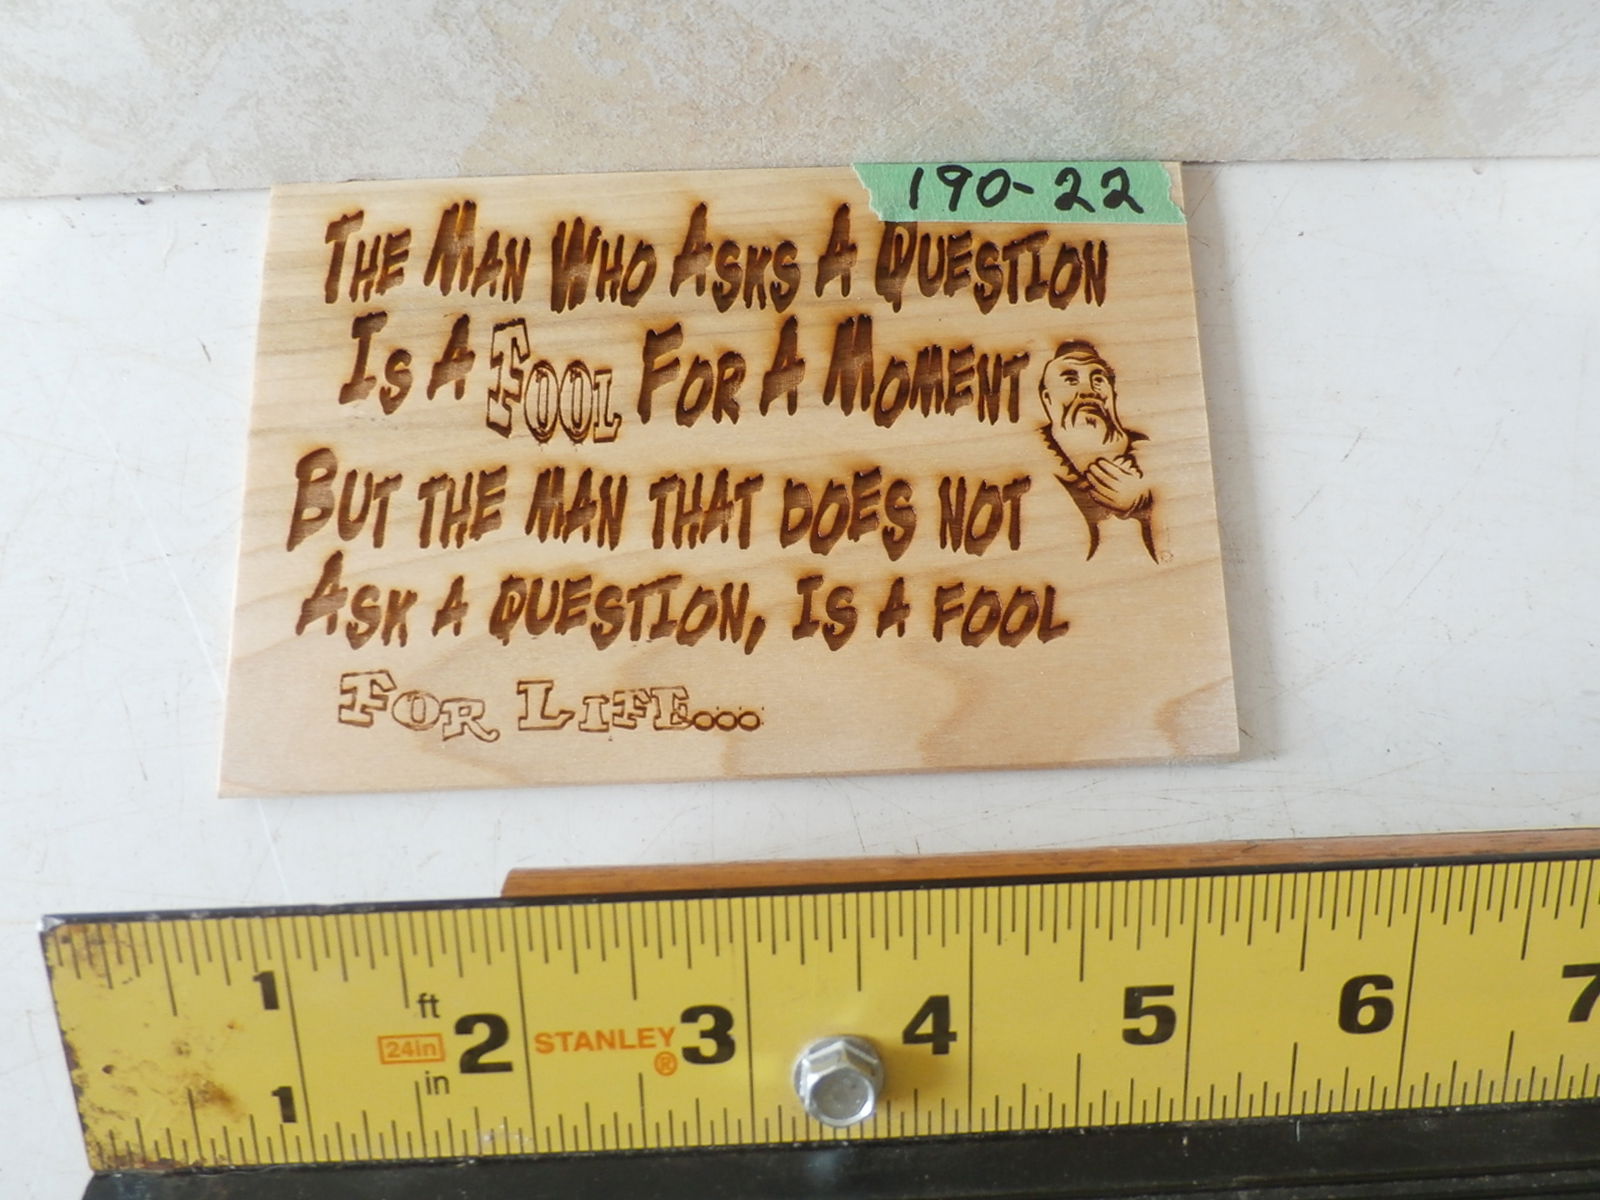 190-22
The Man Who Asks A Question
Is A Fool For A Moment
But the man that does not
Ask a question, is a fool
For Life...
1 2 3 4 5 6 7
ft
24in
STANLEY
®
in
1